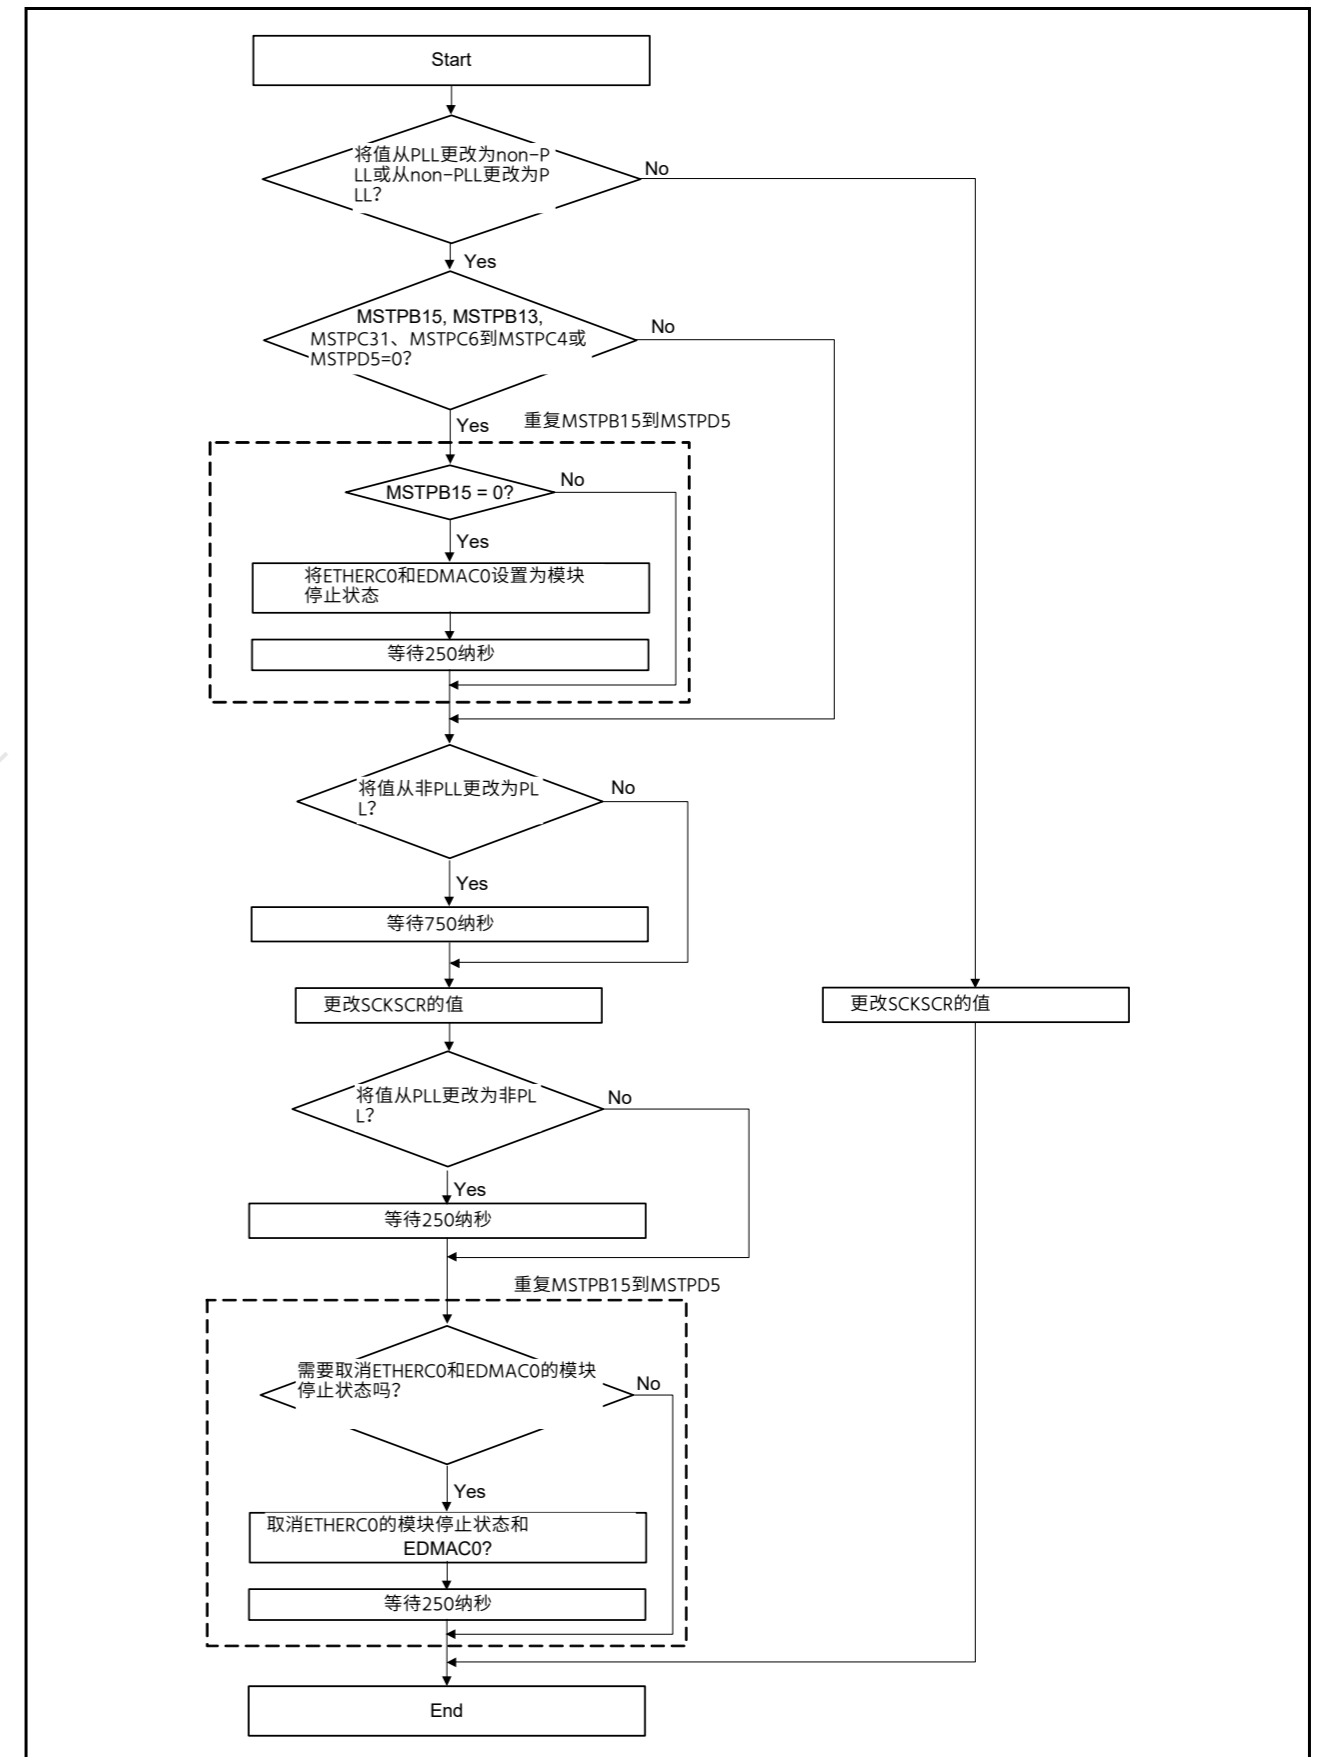 Start
将值从PLL更改为non-P
LL或从non-PLL更改为P
LL?
No
Yes
MSTPB15, MSTPB13,
MSTPC31、MSTPC6到MSTPC4或
MSTPD5=0?
No
Yes
重复MSTPB15到MSTPD5
MSTPB15 = 0?
No
Yes
将ETHERC0和EDMAC0设置为模块
停止状态
等待250纳秒
将值从非PLL更改为PL
L?
No
Yes
等待750纳秒
更改SCKSCR的值
更改SCKSCR的值
将值从PLL更改为非PL
L?
No
Yes
等待250纳秒
重复MSTPB15到MSTPD5
需要取消ETHERC0和EDMAC0的模块
停止状态吗?
No
Yes
取消ETHERC0的模块停止状态和
EDMAC0?
等待250纳秒
End